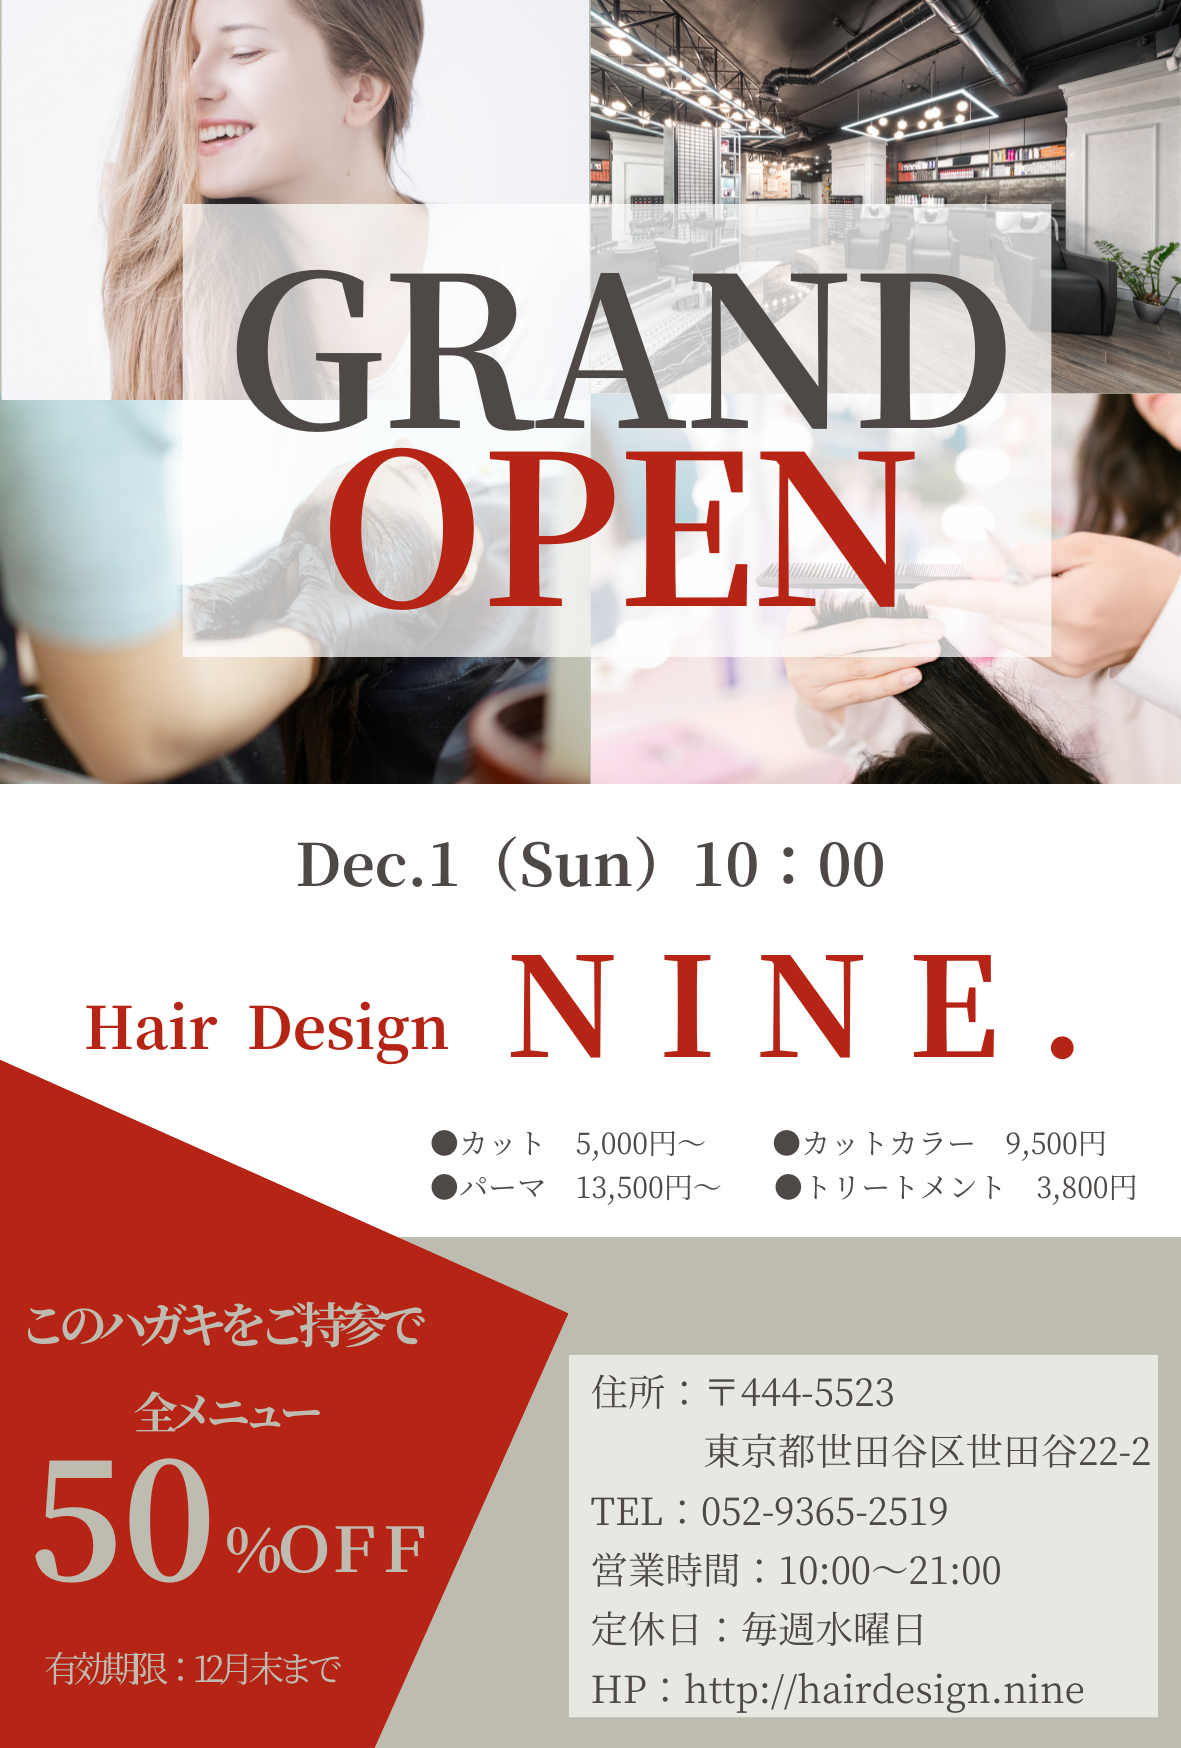 GRAND
OPEN
Dec.1（Sun）10：00
Hair Design NINE.
●カット　5,000円～　　●カットカラー　9,500円
●パーマ　13,500円～　　●トリートメント　3,800円
このハガキをご持参で
全メニュー
50%OFF
有効期限：12月末まで
住所：〒444-5523
東京都世田谷区世田谷22-2
TEL：052-9365-2519
営業時間：10:00～21:00
定休日：毎週水曜日
HP：http://hairdesign.nine